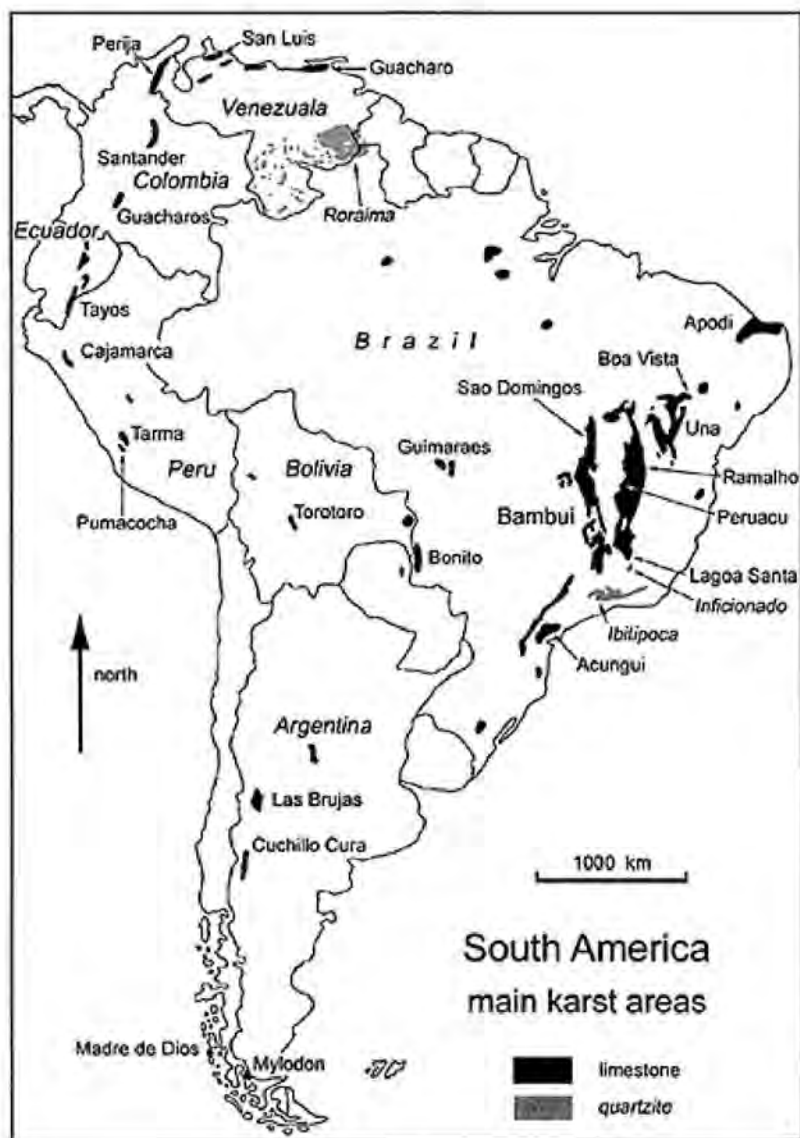 San Luis
Perija
Guacharo
Venezuala
Santander
Colombia
Roraima
Guacharos
Ecuador
Tayos
Brazil
Apodi
Cajamarca
Boa Vista
Sao Domingos
Una
Tarma
Guimaraes
Peru
Bolivia
Ramalho
Pumacocha
Torotoro
Bambui
Peruacu
Bonito
Lagoa Santa
Inficionado
Ibilipoca
Acungui
north
Argentina
Las Brujas
Cuchillo Cura
1000 km
South America
main karst areas
Madre de Dios
Mylodon
limestone
quartzito